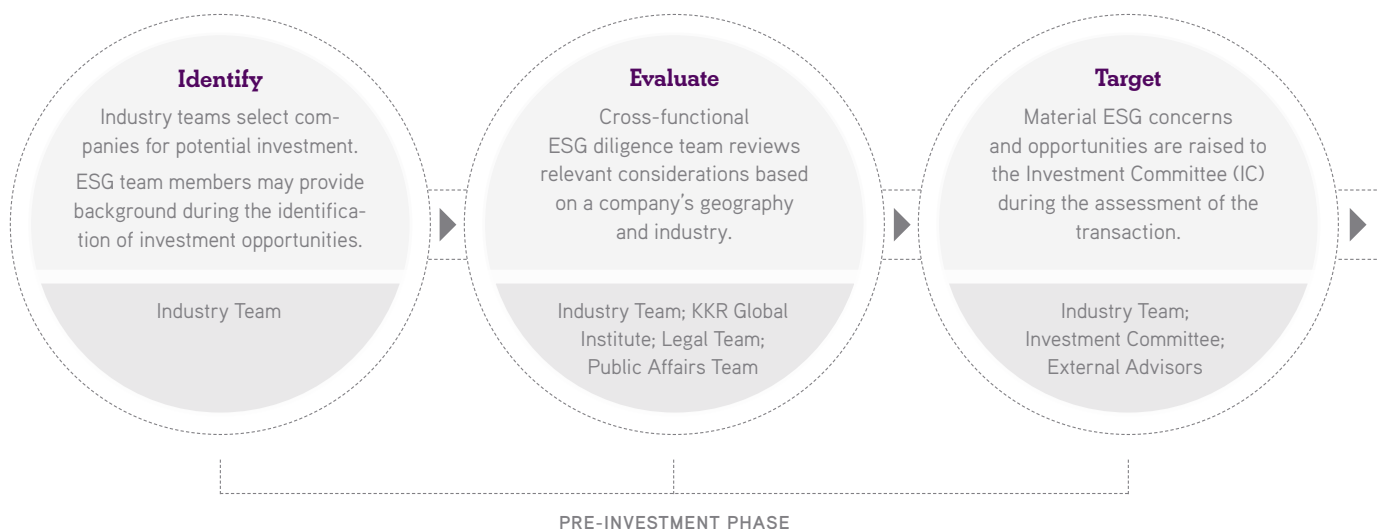 Identify
Industry teams select com-
panies for potential investment.
ESG team members may provide
background during the identifica-
tion of investment opportunities.
Industry Team
Evaluate
Cross-functional
ESG diligence team reviews
relevant considerations based
on a company's geography
and industry.
Industry Team; KKR Global
Institute; Legal Team;
Public Affairs Team
Target
Material ESG concerns
and opportunities are raised to
the Investment Committee (IC)
during the assessment of the
transaction.
Industry Team;
Investment Committee;
External Advisors
PRE-INVESTMENT PHASE